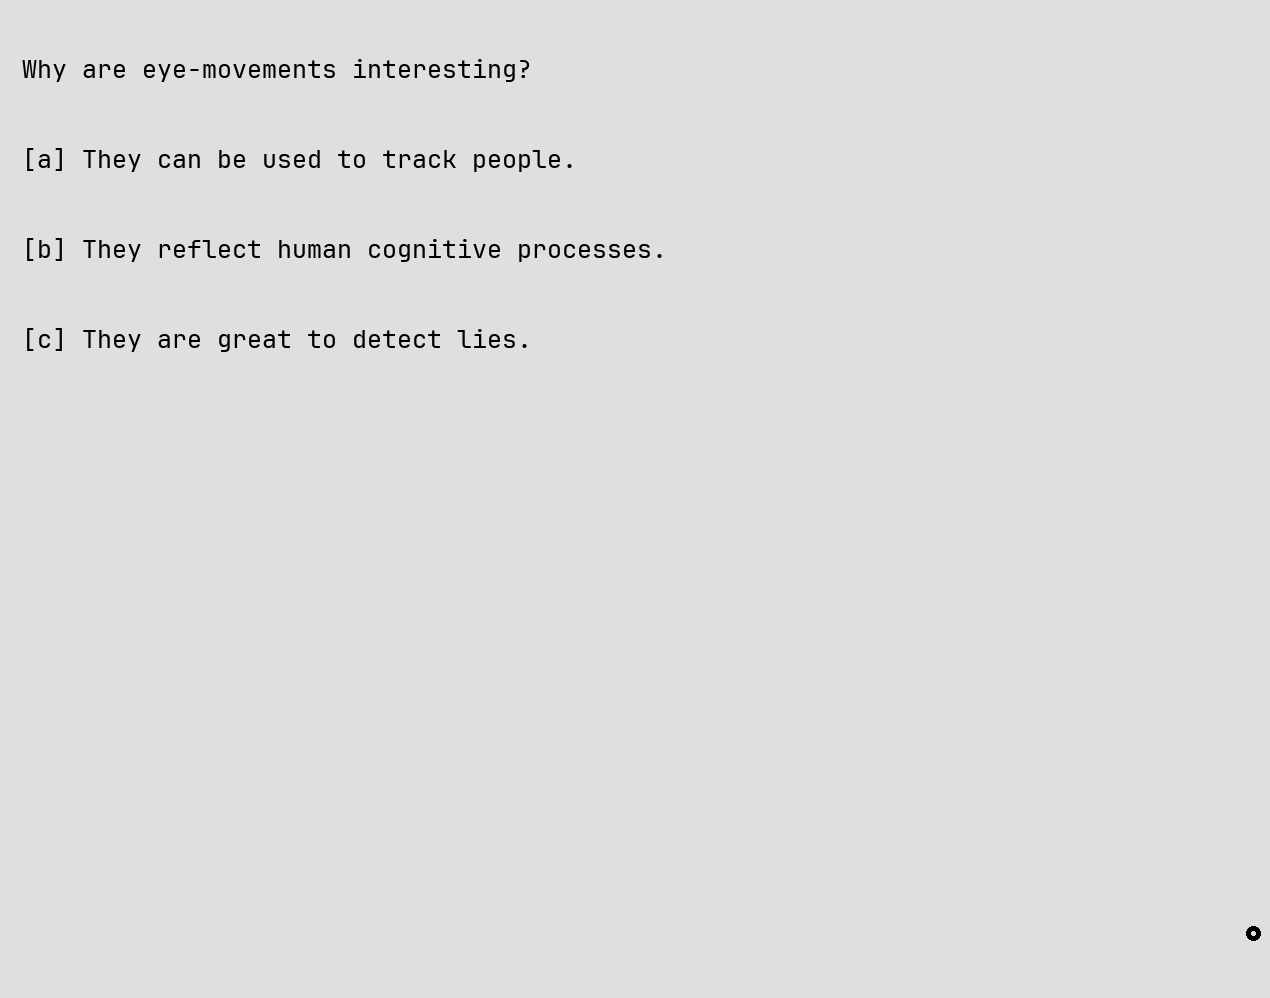 Why are eye-movements interesting?
[a] They can be used to track people.
[b] They reflect human cognitive processes.
[c] They are great to detect lies.